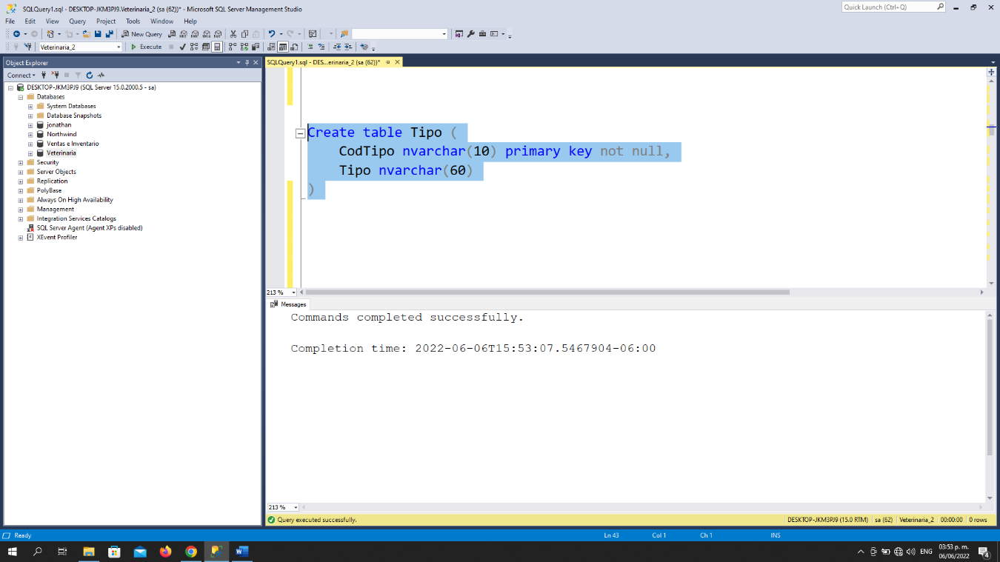 SQLQuery1.sql - DESKTOP-JKM3PJ9.Veterinaria_2 (sa (62))* - Microsoft SQL Server Management Studio
Quick Launch (Ctrl+Q)
File Edit View Query Project Tools Window Help
New Query
Veterinaria_2
Execute
Object Explorer
Connect
DESKTOP-JKM3PJ9 (SQL Server 15.0.2000.5 - sa)
Databases
System Databases
Database Snapshots
jonathan
Northwind
Ventas e Inventario
Veterinaria
Security
Server Objects
Replication
PolyBase
Always On High Availability
Management
Integration Services Catalogs
SQL Server Agent (Agent XPs disabled)
XEvent Profiler
SQLQuery1.sql - DES...erinaria_2 (sa (62))*
Create table Tipo (
CodTipo nvarchar(10) primary key not null,
Tipo nvarchar(60)
)
213 %
Messages
Commands completed successfully.
Completion time: 2022-06-06T15:53:07.5467904-06:00
213 %
Query executed successfully.
DESKTOP-JKM3PJ9 (15.0 RTM) sa (62) Veterinaria_2 00:00:00 0 rows
Ready
Ln 43 Col 1 Ch 1 INS
ENG
03:53 p. m.
06/06/2022
4